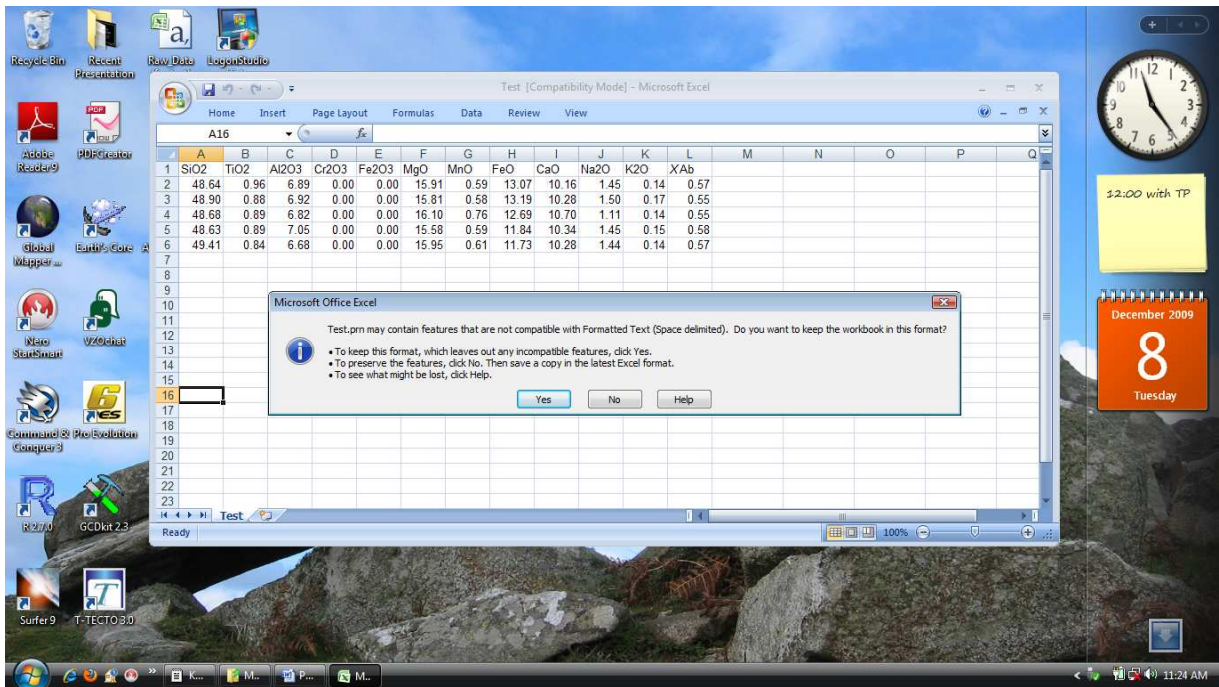 Recycle Bin
Recent Presentation
Raw_Data
LogonStudio
Adobe Reader 9
PDFCreator
Global Mapper ...
Earth's Core
A
Nero StartSmart
VZOchat
Command & Conquer 3
Pro Evolution
R 2.7.0
GCDkit 2.3
Surfer 9
T-TECTO 3.0
Test [Compatibility Mode] - Microsoft Excel
Home Insert Page Layout Formulas Data Review View
A16 fx
A B C D E F G H I J K L M N O P Q
1 SiO2 TiO2 Al2O3 Cr2O3 Fe2O3 MgO MnO FeO CaO Na2O K2O XAb
2 48.64 0.96 6.89 0.00 0.00 15.91 0.59 13.07 10.16 1.45 0.14 0.57
3 48.90 0.88 6.92 0.00 0.00 15.81 0.58 13.19 10.28 1.50 0.17 0.55
4 48.68 0.89 6.82 0.00 0.00 16.10 0.76 12.69 10.70 1.11 0.14 0.55
5 48.63 0.89 7.05 0.00 0.00 15.58 0.59 11.84 10.34 1.45 0.15 0.58
6 49.41 0.84 6.68 0.00 0.00 15.95 0.61 11.73 10.28 1.44 0.14 0.57
7
8
9
10
11
12
13
14
15
16
17
18
19
20
21
22
23
Microsoft Office Excel
Test.prn may contain features that are not compatible with Formatted Text (Space delimited). Do you want to keep the workbook in this format?
• To keep this format, which leaves out any incompatible features, click Yes.
• To preserve the features, click No. Then save a copy in the latest Excel format.
• To see what might be lost, click Help.
Yes No Help
Test
Ready 100%
12 1 2 3 4 5 6 7 8 9 10 11
12:00 with TP
December 2009
8
Tuesday
K... M... P... M...
11:24 AM